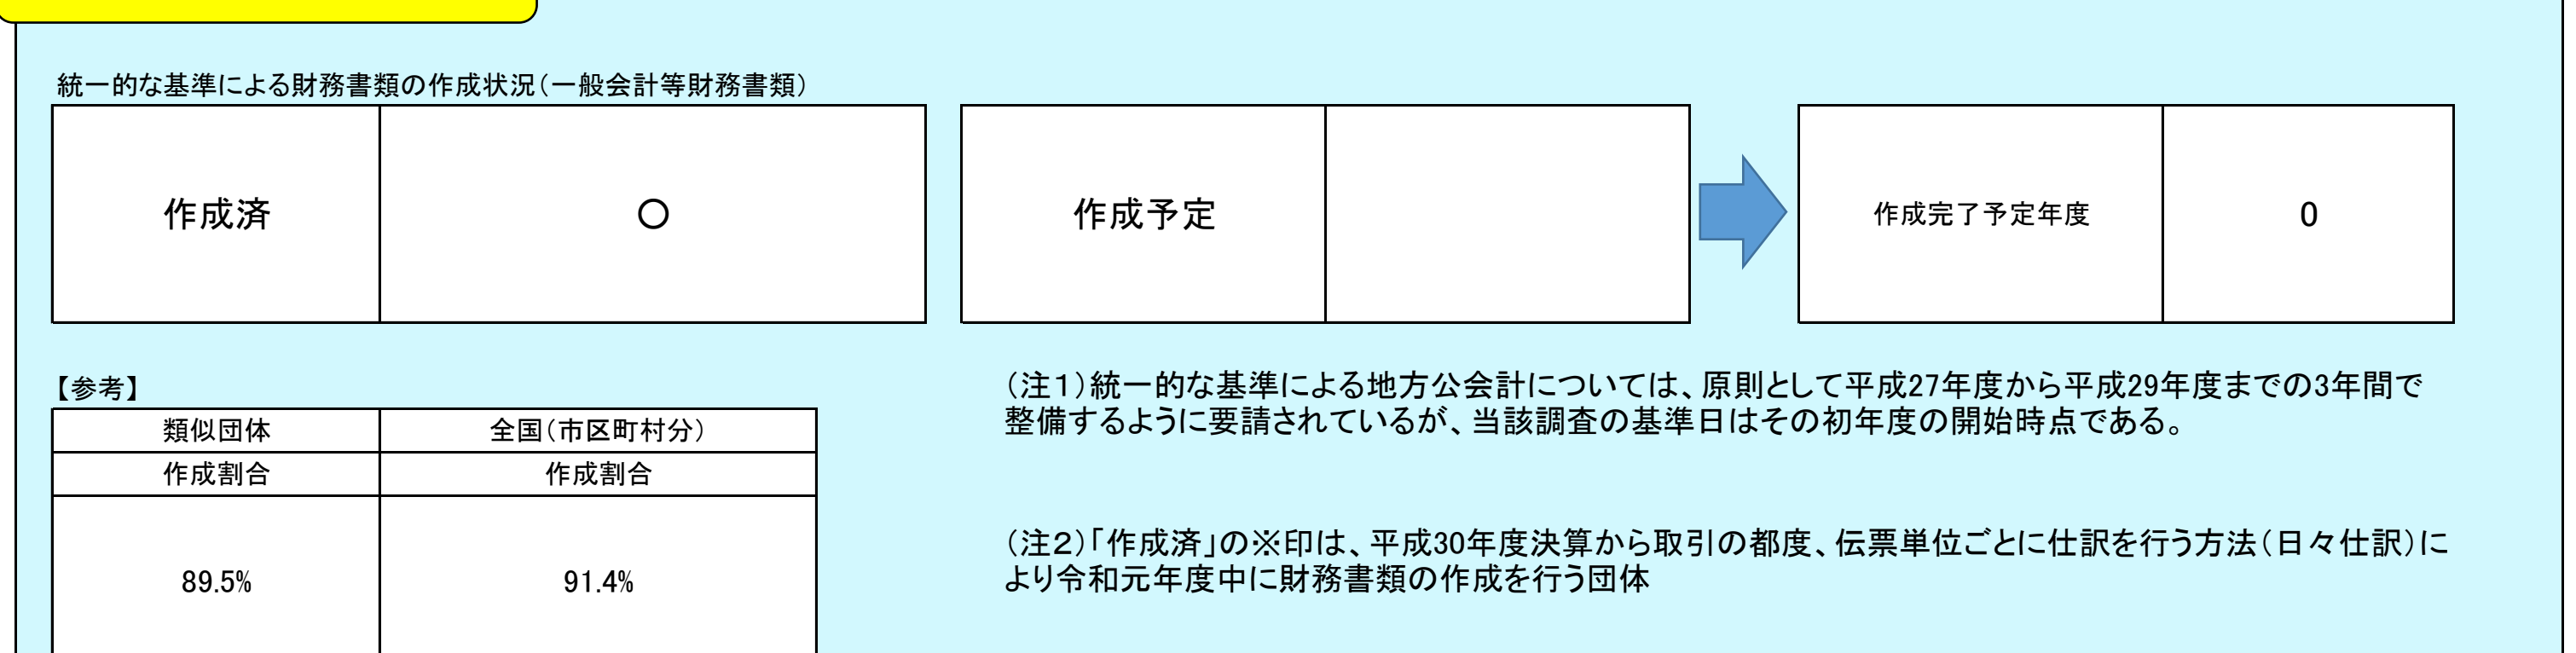 統一的な基準による財務書類の作成状況（一般会計等財務書類）
作成済
○
作成予定
作成完了予定年度
0
【参考】
類似団体
全国（市区町村分）
作成割合
作成割合
89.5%
91.4%
（注１）統一的な基準による地方公会計については、原則として平成27年度から平成29年度までの3年間で
整備するように要請されているが、当該調査の基準日はその初年度の開始時点である。
（注２）「作成済」の※印は、平成30年度決算から取引の都度、伝票単位ごとに仕訳を行う方法（日々仕訳）に
より令和元年度中に財務書類の作成を行う団体